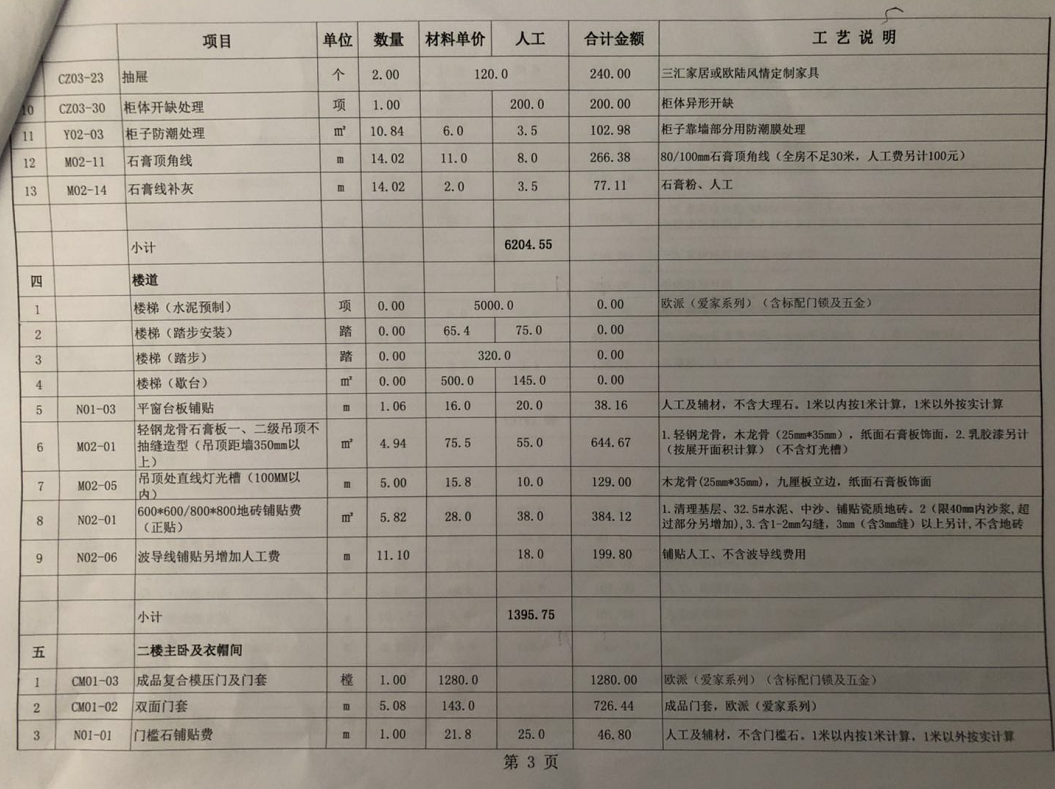 项目 单位 数量 材料单价 人工 合计金额 工 艺 说 明
CZ03-23 抽屉 个 2.00 120.0 240.00 三汇家居或欧陆风情定制家具
10 CZ03-30 柜体开缺处理 项 1.00 200.0 200.00 柜体异形开缺
11 Y02-03 柜子防潮处理 m² 10.84 6.0 3.5 102.98 柜子靠墙部分用防潮膜处理
12 M02-11 石膏顶角线 m 14.02 11.0 8.0 266.38 80/100mm石膏顶角线（全房不足30米，人工费另计100元）
13 M02-14 石膏线补灰 m 14.02 2.0 3.5 77.11 石膏粉、人工
小计 6204.55
四 楼道
1 楼梯（水泥预制） 项 0.00 5000.0 0.00 欧派（爱家系列）（含标配门锁及五金）
2 楼梯（踏步安装） 踏 0.00 65.4 75.0 0.00
3 楼梯（踏步） 踏 0.00 320.0 0.00
4 楼梯（歇台） m² 0.00 500.0 145.0 0.00
5 N01-03 平窗台板铺贴 m 1.06 16.0 20.0 38.16 人工及辅材，不含大理石。1米以内按1米计算，1米以外按实计算
6 M02-01 轻钢龙骨石膏板一、二级吊顶不
抽缝造型（吊顶距墙350mm以
上） m² 4.94 75.5 55.0 644.67 1.轻钢龙骨，木龙骨（25mm*35mm），纸面石膏板饰面，2.乳胶漆另计
（按展开面积计算）（不含灯光槽）
7 M02-05 吊顶处直线灯光槽（100MM以
内） m 5.00 15.8 10.0 129.00 木龙骨(25mm*35mm)，九厘板立边，纸面石膏板饰面
8 N02-01 600*600/800*800地砖铺贴费
（正贴） m² 5.82 28.0 38.0 384.12 1.清理基层、32.5#水泥、中沙、铺贴瓷质地砖。2（限40mm内沙浆,超
过部分另增加),3.含1-2mm勾缝，3mm（含3mm缝）以上另计,不含地砖
9 N02-06 波导线铺贴另增加人工费 m 11.10 18.0 199.80 铺贴人工、不含波导线费用
小计 1395.75
五 二楼主卧及衣帽间
1 CM01-03 成品复合模压门及门套 樘 1.00 1280.0 1280.00 欧派（爱家系列）（含标配门锁及五金）
2 CM01-02 双面门套 m 5.08 143.0 726.44 成品门套，欧派（爱家系列）
3 N01-01 门槛石铺贴费 m 1.00 21.8 25.0 46.80 人工及辅材，不含门槛石。1米以内按1米计算，1米以外按实计算
第 3 页